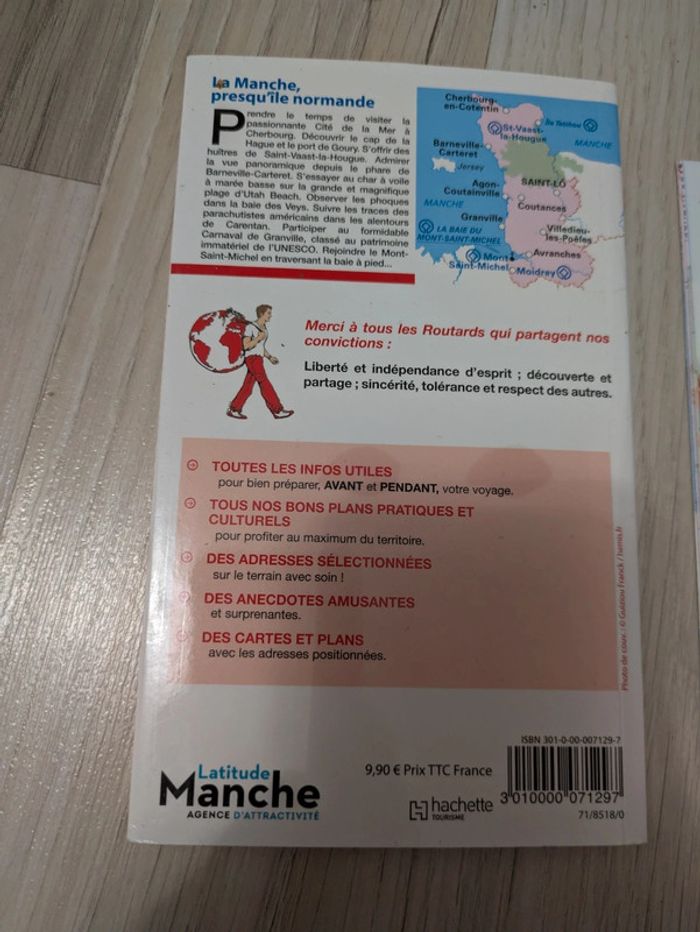 La Manche,
presqu'île normande
Prendre le temps de visiter la
passionnante Cité de la Mer à
Cherbourg. Découvrir le cap de la
Hague et le port de Goury. S'offrir des
huîtres de Saint-Vaast-la-Hougue. Admirer
la vue panoramique depuis le phare de
Barneville-Carteret. S'essayer au char à voile
à marée basse sur la grande et magnifique
plage d'Utah Beach. Observer les phoques
dans la baie des Veys. Suivre les traces des
parachutistes américains dans les alentours
de Carentan. Participer au formidable
Carnaval de Granville, classé au patrimoine
immatériel de l'UNESCO. Rejoindre le Mont-
Saint-Michel en traversant la baie à pied...
Cherbourg-
en-Cotentin
Île Tatihou
St-Vaast-
la-Hougue
MANCHE
Barneville-
Carteret
Jersey
SAINT-LÔ
Agon-
Coutainville
MANCHE
Coutances
Granville
LA BAIE DU
MONT-SAINT-MICHEL
Villedieu-
les-Poêles
Avranches
Mont-
Saint-Michel
Moidrey
Merci à tous les Routards qui partagent nos
convictions :
Liberté et indépendance d'esprit ; découverte et
partage ; sincérité, tolérance et respect des autres.
TOUTES LES INFOS UTILES
pour bien préparer, AVANT et PENDANT, votre voyage.
TOUS NOS BONS PLANS PRATIQUES ET
CULTURELS
pour profiter au maximum du territoire.
DES ADRESSES SÉLECTIONNÉES
sur le terrain avec soin !
DES ANECDOTES AMUSANTES
et surprenantes.
DES CARTES ET PLANS
avec les adresses positionnées.
Photo de couv. : © Guiziou Franck / hemis.fr
Latitude
Manche
AGENCE D'ATTRACTIVITÉ
9,90 € Prix TTC France
hachette
TOURISME
ISBN 301-0-00-007129-7
3 010000 071297
71/8518/0